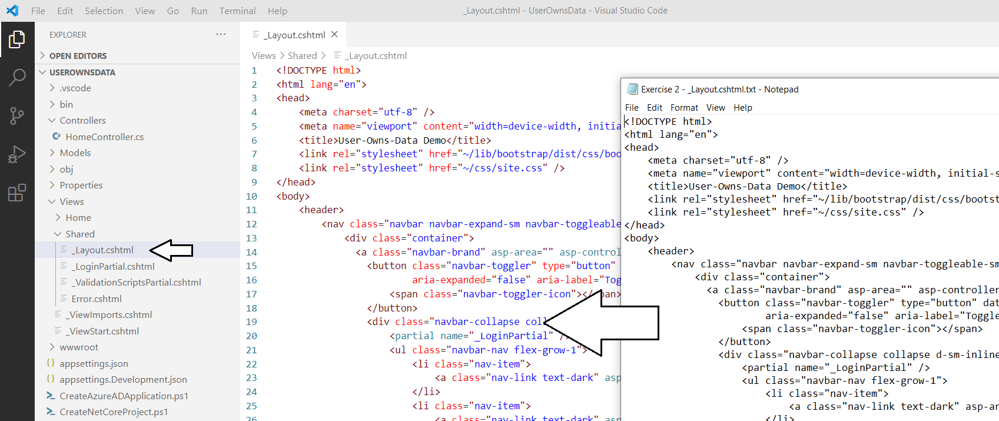 File Edit Selection View Go Run Terminal Help
_Layout.cshtml - UserOwnsData - Visual Studio Code
EXPLORER
OPEN EDITORS
USEROWNSDATA
.vscode
bin
Controllers
HomeController.cs
Models
obj
Properties
Views
Home
Shared
_Layout.cshtml
_LoginPartial.cshtml
_ValidationScriptsPartial.cshtml
Error.cshtml
_ViewImports.cshtml
_ViewStart.cshtml
wwwroot
appsettings.json
appsettings.Development.json
CreateAzureADApplication.ps1
CreateNetCoreProject.ps1
_Layout.cshtml
Views > Shared > _Layout.cshtml
1 <!DOCTYPE html>
2 <html lang="en">
3 <head>
4 <meta charset="utf-8" />
5 <meta name="viewport" content="width=device-width, initia
6 <title>User-Owns-Data Demo</title>
7 <link rel="stylesheet" href="~/lib/bootstrap/dist/css/boo
8 <link rel="stylesheet" href="~/css/site.css" />
9 </head>
10 <body>
11 <header>
12 <nav class="navbar navbar-expand-sm navbar-toggleable
13 <div class="container">
14 <a class="navbar-brand" asp-area="" asp-control
15 <button class="navbar-toggler" type="button"
16 aria-expanded="false" aria-label="Tog
17 <span class="navbar-toggler-icon"></span>
18 </button>
19 <div class="navbar-collapse coll
20 <partial name="_LoginPartial" />
21 <ul class="navbar-nav flex-grow-1">
22 <li class="nav-item">
23 <a class="nav-link text-dark" asp
24 </li>
25 <li class="nav-item">
26 <a class="nav-link text-dark" asp
Exercise 2 - _Layout.cshtml.txt - Notepad
File Edit Format View Help
<!DOCTYPE html>
<html lang="en">
<head>
<meta charset="utf-8" />
<meta name="viewport" content="width=device-width, initial-s
<title>User-Owns-Data Demo</title>
<link rel="stylesheet" href="~/lib/bootstrap/dist/css/bootst
<link rel="stylesheet" href="~/css/site.css" />
</head>
<body>
<header>
<nav class="navbar navbar-expand-sm navbar-toggleable-sm
<div class="container">
<a class="navbar-brand" asp-area="" asp-controller
<button class="navbar-toggler" type="button" dat
aria-expanded="false" aria-label="Toggle
<span class="navbar-toggler-icon"></span>
</button>
<div class="navbar-collapse collapse d-sm-inline
<partial name="_LoginPartial" />
<ul class="navbar-nav flex-grow-1">
<li class="nav-item">
<a class="nav-link text-dark" asp-ar
</li>